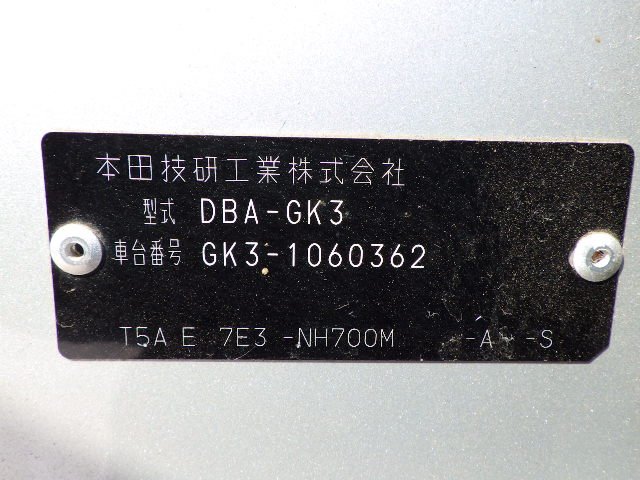 本田技研工業株式会社
型式 DBA-GK3
車台番号 GK3-1060362
T5A E 7E3 -NH700M -A -S